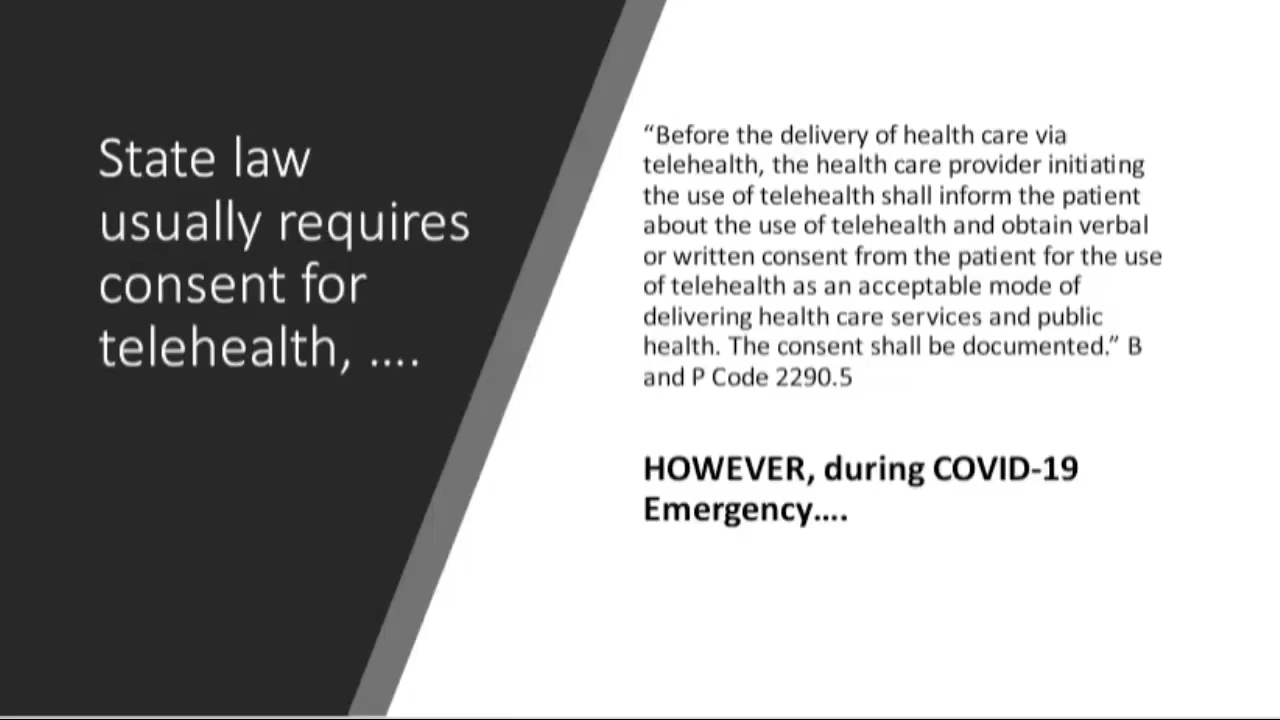 State law
usually requires
consent for
telehealth, ....
“Before the delivery of health care via
telehealth, the health care provider initiating
the use of telehealth shall inform the patient
about the use of telehealth and obtain verbal
or written consent from the patient for the use
of telehealth as an acceptable mode of
delivering health care services and public
health. The consent shall be documented.” B
and P Code 2290.5
HOWEVER, during COVID-19
Emergency....